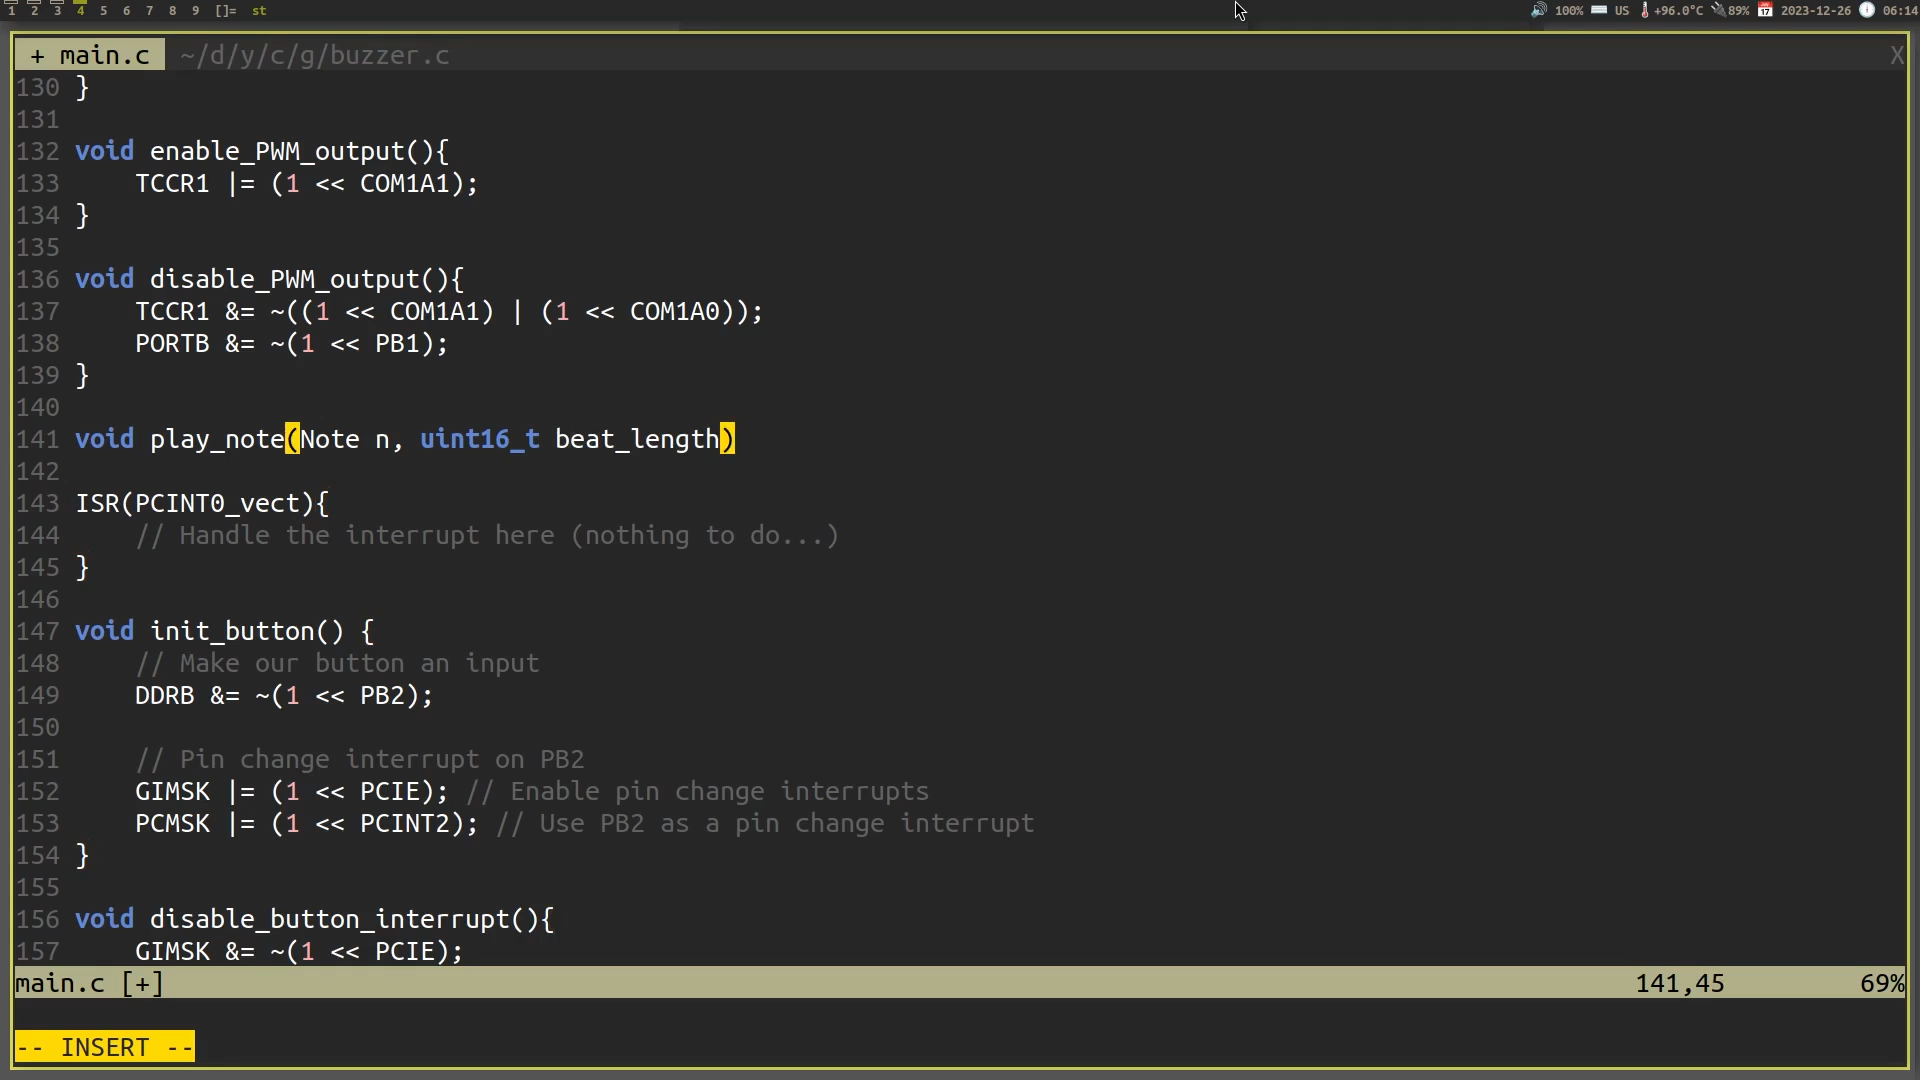 1 2 3 4 5 6 7 8 9 []= st 100% US +96.0°C 89% 2023-12-26 06:14
+ main.c ~/d/y/c/g/buzzer.c X
130 }
131
132 void enable_PWM_output(){
133     TCCR1 |= (1 << COM1A1);
134 }
135
136 void disable_PWM_output(){
137     TCCR1 &= ~((1 << COM1A1) | (1 << COM1A0));
138     PORTB &= ~(1 << PB1);
139 }
140
141 void play_note(Note n, uint16_t beat_length)
142
143 ISR(PCINT0_vect){
144     // Handle the interrupt here (nothing to do...)
145 }
146
147 void init_button() {
148     // Make our button an input
149     DDRB &= ~(1 << PB2);
150
151     // Pin change interrupt on PB2
152     GIMSK |= (1 << PCIE); // Enable pin change interrupts
153     PCMSK |= (1 << PCINT2); // Use PB2 as a pin change interrupt
154 }
155
156 void disable_button_interrupt(){
157     GIMSK &= ~(1 << PCIE);
main.c [+] 141,45 69%
-- INSERT --